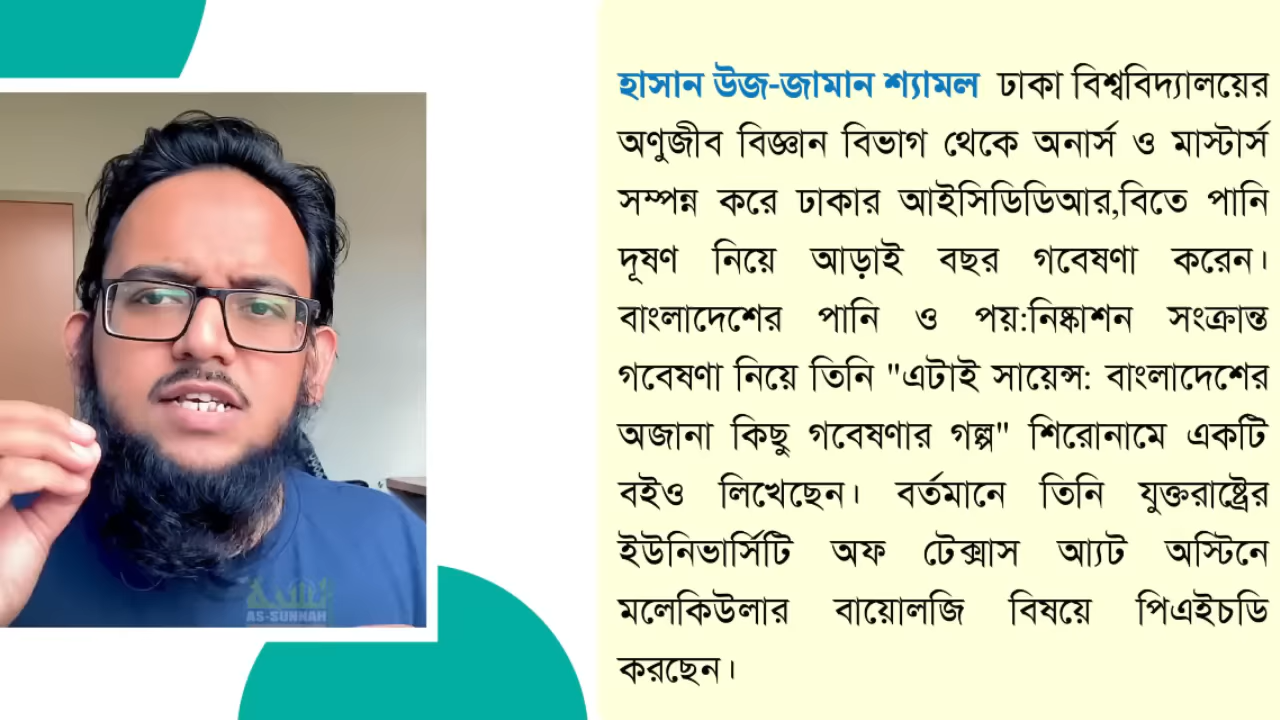 হাসান উজ-জামান শ্যামল ঢাকা বিশ্ববিদ্যালয়ের
অণুজীব বিজ্ঞান বিভাগ থেকে অনার্স ও মাস্টার্স
সম্পন্ন করে ঢাকার আইসিডিডিআর,বিতে পানি
দূষণ নিয়ে আড়াই বছর গবেষণা করেন।
বাংলাদেশের পানি ও পয়:নিষ্কাশন সংক্রান্ত
গবেষণা নিয়ে তিনি "এটাই সায়েন্স: বাংলাদেশের
অজানা কিছু গবেষণার গল্প" শিরোনামে একটি
বইও লিখেছেন। বর্তমানে তিনি যুক্তরাষ্ট্রের
ইউনিভার্সিটি অফ টেক্সাস আ্যট অস্টিনে
মলেকিউলার বায়োলজি বিষয়ে পিএইচডি
করছেন।
AS-SUNNAH